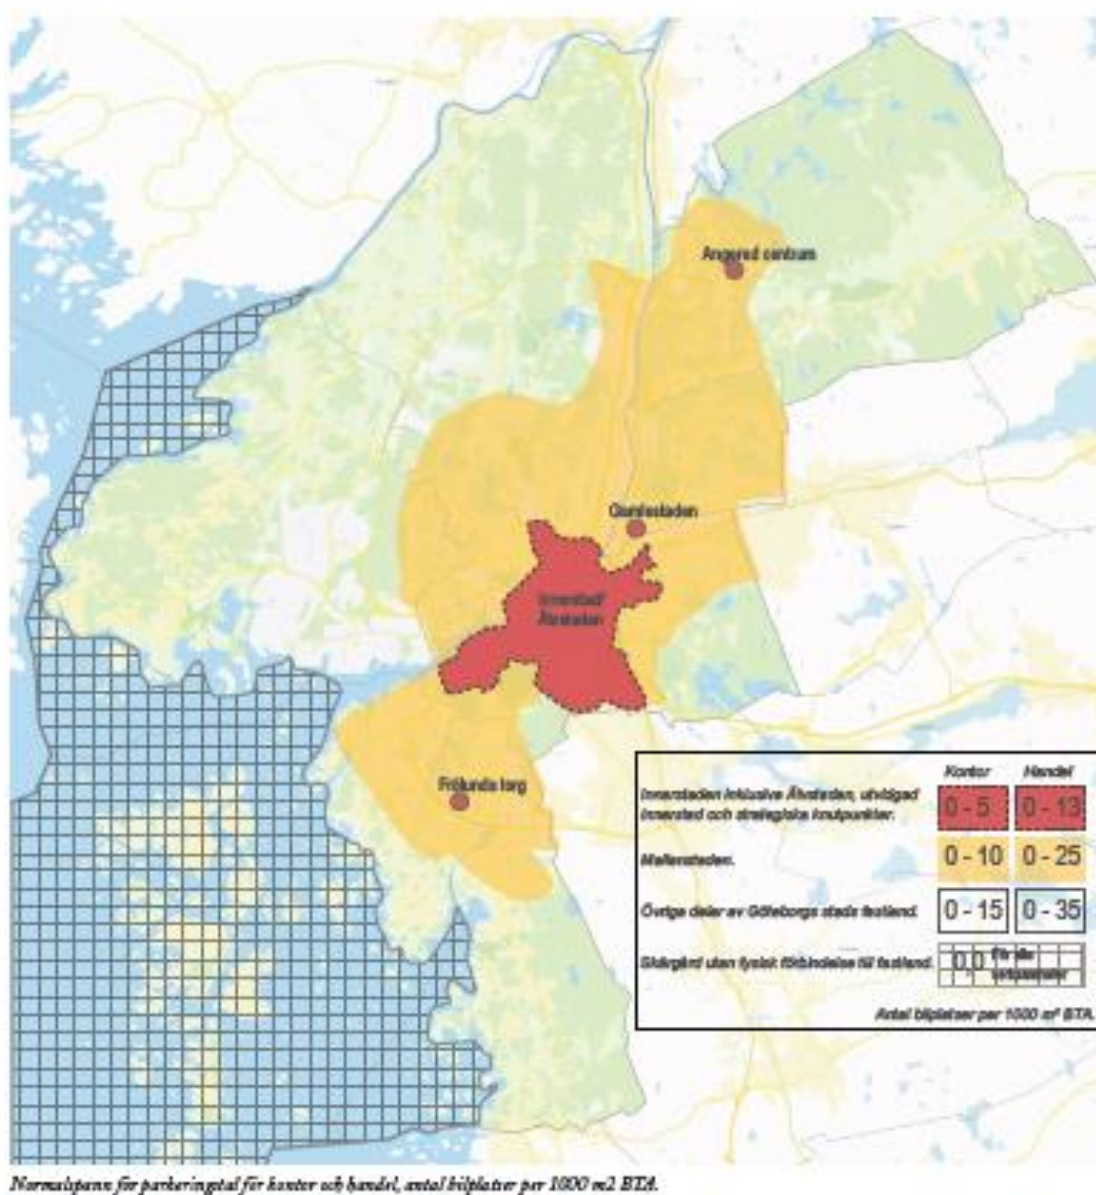 Angered centrum
Gamlestaden
Innerstad/
Älvstaden
Frölunda torg
Kontor Handel
Innerstaden inklusive Älvstaden, utvidgad
innerstad och strategiska knutpunkter.
0 - 5 0 - 13
Mellanstaden.
0 - 10 0 - 25
Övriga delar av Göteborgs stads fastland.
0 - 15 0 - 35
Skärgård utan fysisk förbindelse till fastland.
0,0 För alla
verksamheter
Antal bilplatser per 1000 m² BTA.
Normalspann för parkeringstal för kontor och handel, antal bilplatser per 1000 m2 BTA.